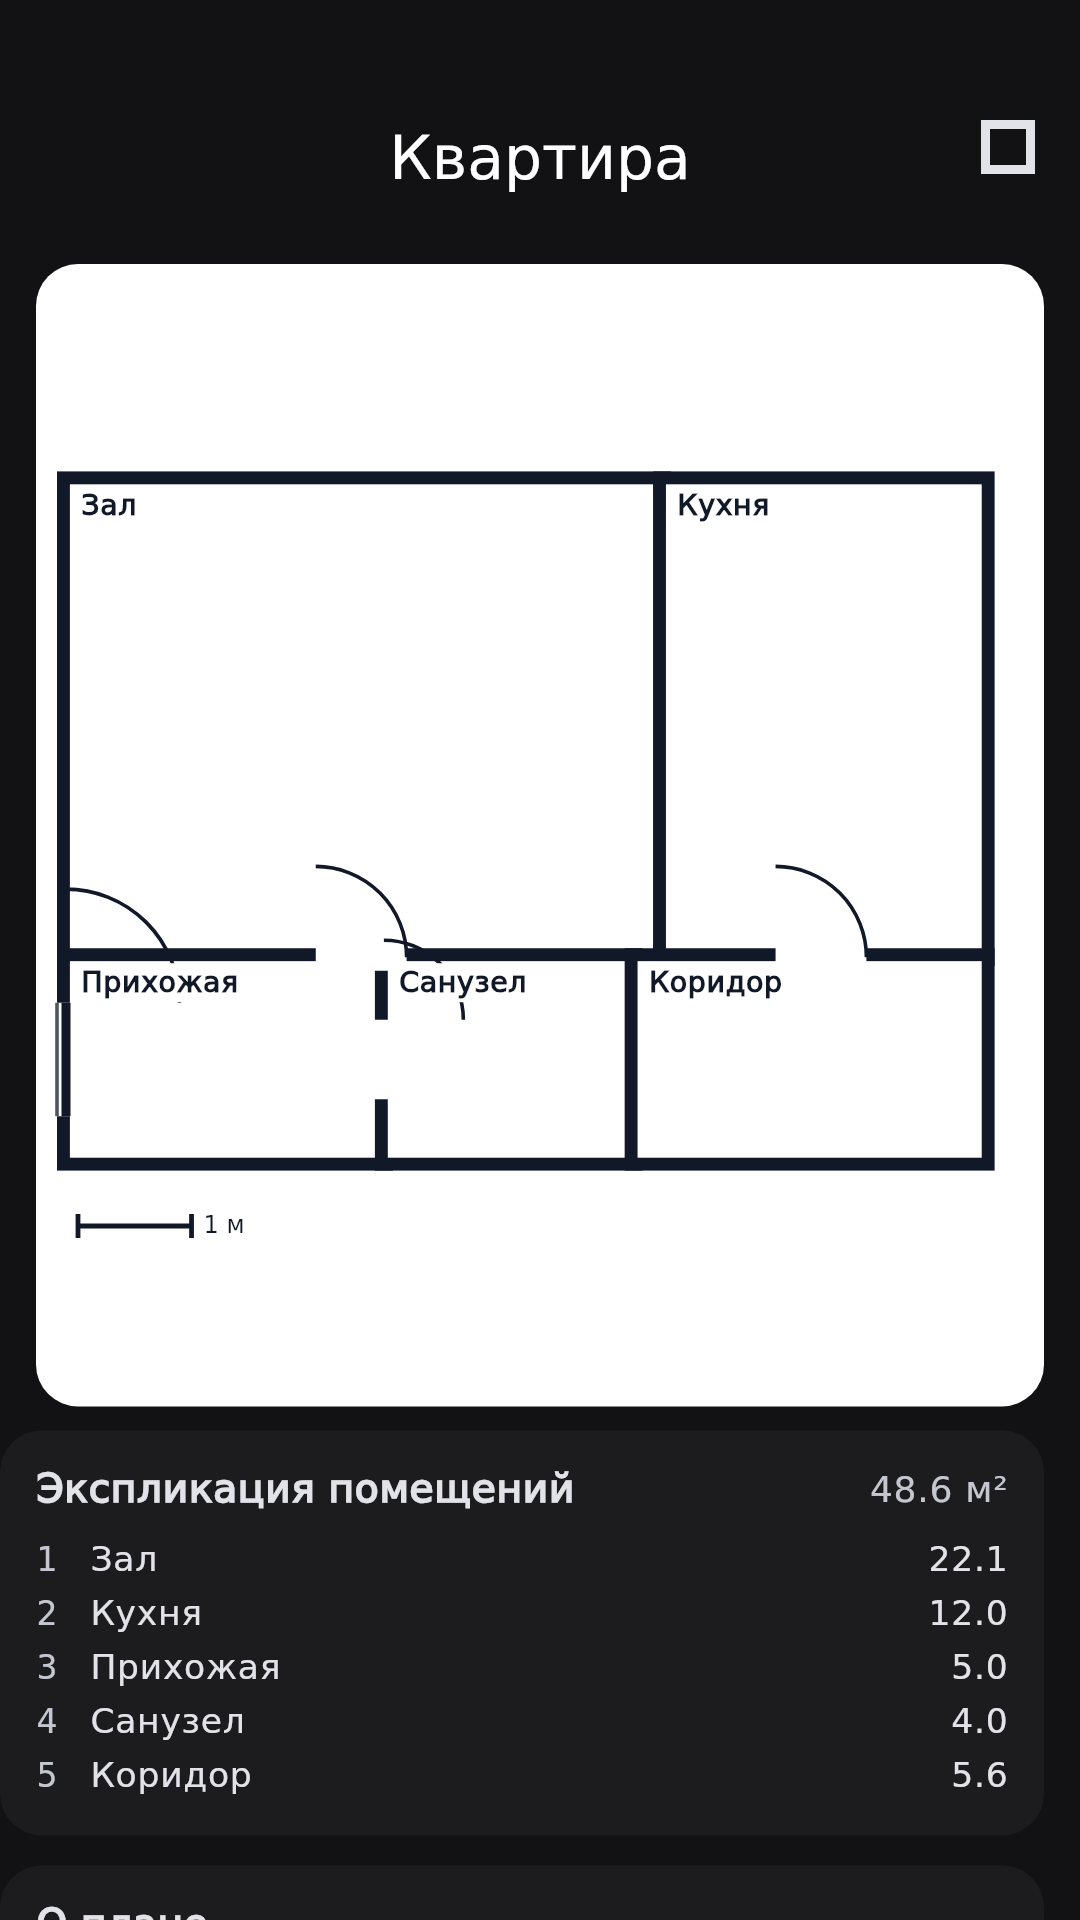 Квартира
Зал
Кухня
Прихожая
Санузел
Коридор
1 м
Экспликация помещений 48.6 м²
1 Зал 22.1
2 Кухня 12.0
3 Прихожая 5.0
4 Санузел 4.0
5 Коридор 5.6
О плане